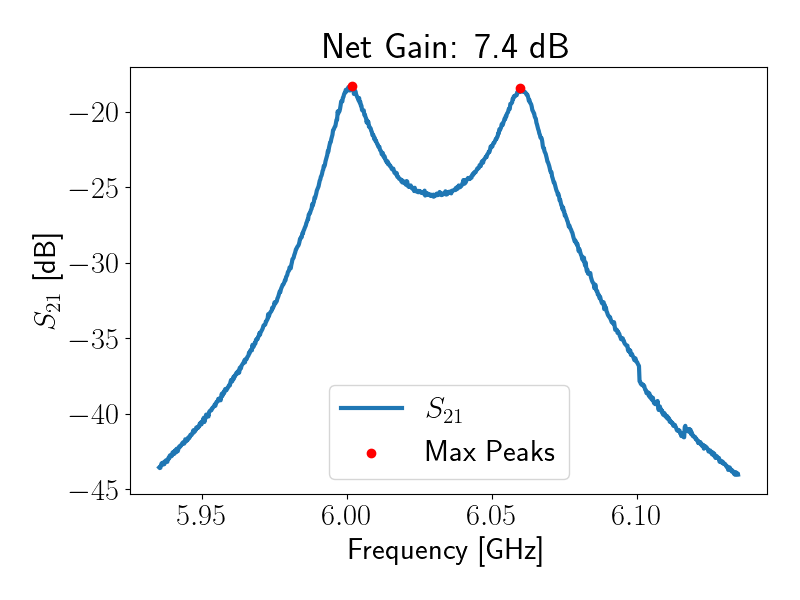 Net Gain: 7.4 dB
−20
−25
−30
−35
−40
−45
S21 [dB]
S21
Max Peaks
5.95
6.00
6.05
6.10
Frequency [GHz]